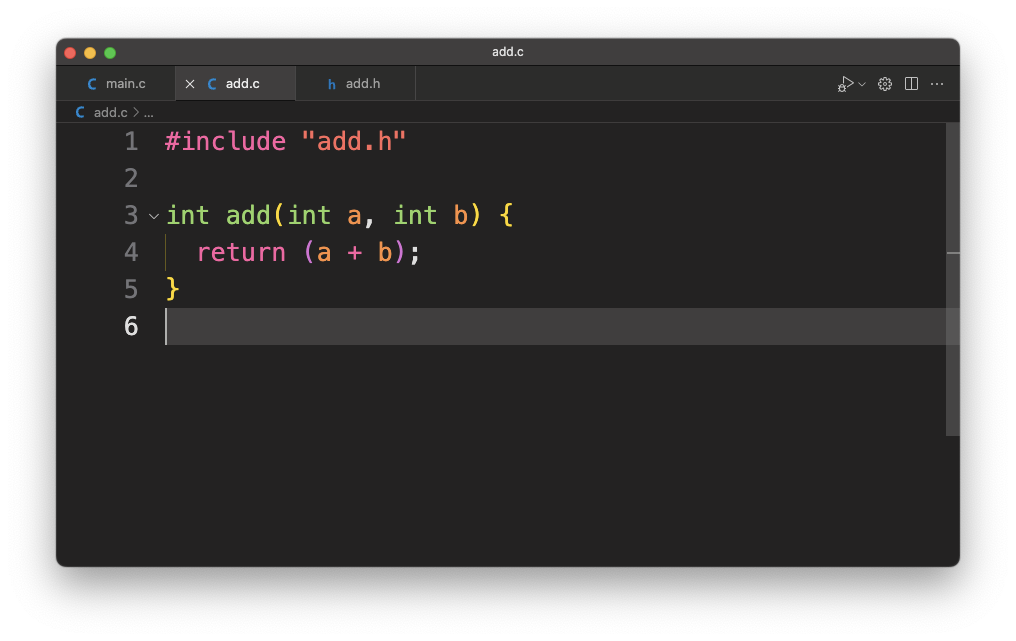 add.c
C main.c
C add.c
h add.h
C add.c > ...
1 #include "add.h"
2
3 int add(int a, int b) {
4   return (a + b);
5 }
6